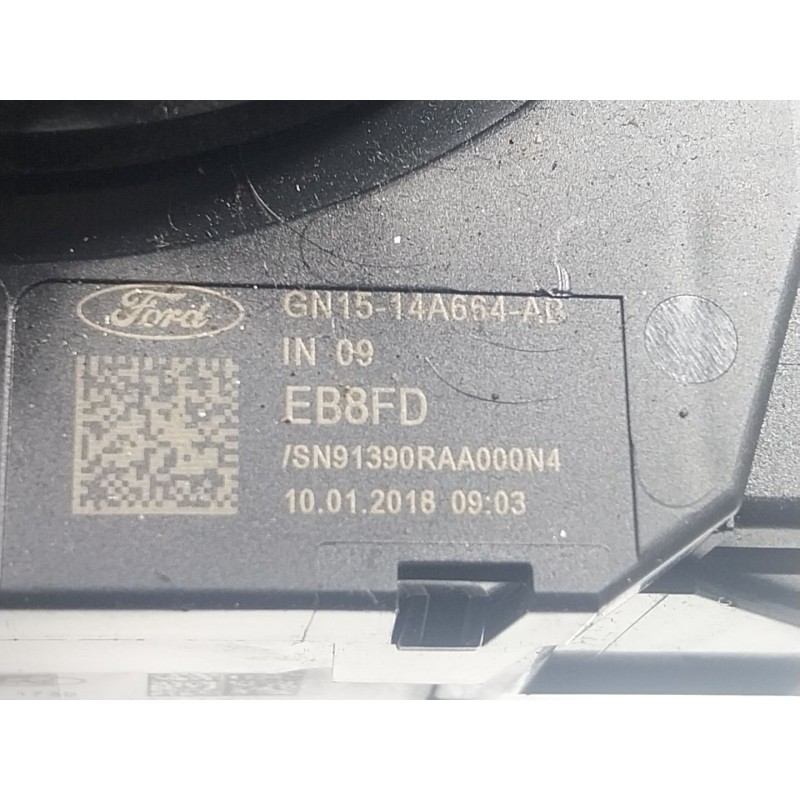 Ford
GN15-14A664-AB
IN 09
EB8FD
/SN91390RAA000N4
10.01.2018 09:03